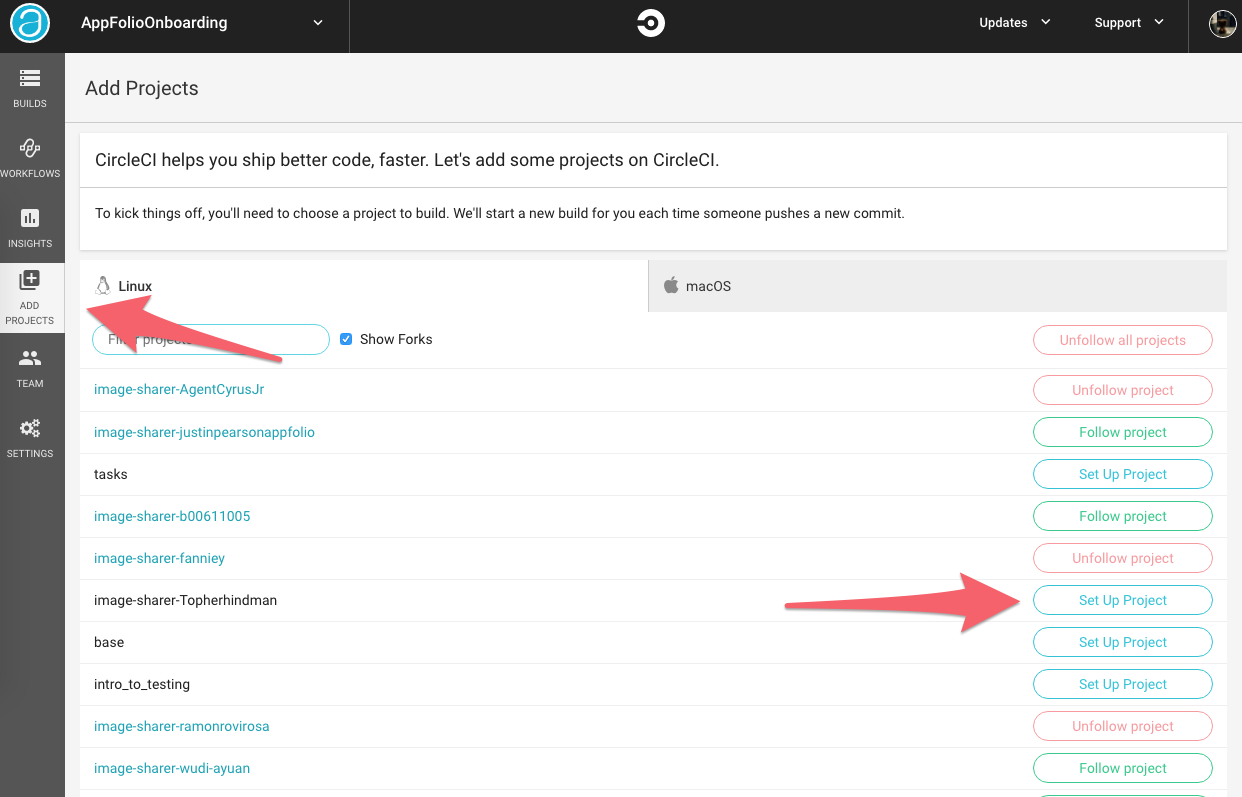 AppFolioOnboarding
Updates
Support
BUILDS
WORKFLOWS
INSIGHTS
ADD
PROJECTS
TEAM
SETTINGS
Add Projects
CircleCI helps you ship better code, faster. Let's add some projects on CircleCI.
To kick things off, you'll need to choose a project to build. We'll start a new build for you each time someone pushes a new commit.
Linux
macOS
Filter projects
Show Forks
Unfollow all projects
image-sharer-AgentCyrusJr Unfollow project
image-sharer-justinpearsonappfolio Follow project
tasks Set Up Project
image-sharer-b00611005 Follow project
image-sharer-fanniey Unfollow project
image-sharer-Topherhindman Set Up Project
base Set Up Project
intro_to_testing Set Up Project
image-sharer-ramonrovirosa Unfollow project
image-sharer-wudi-ayuan Follow project